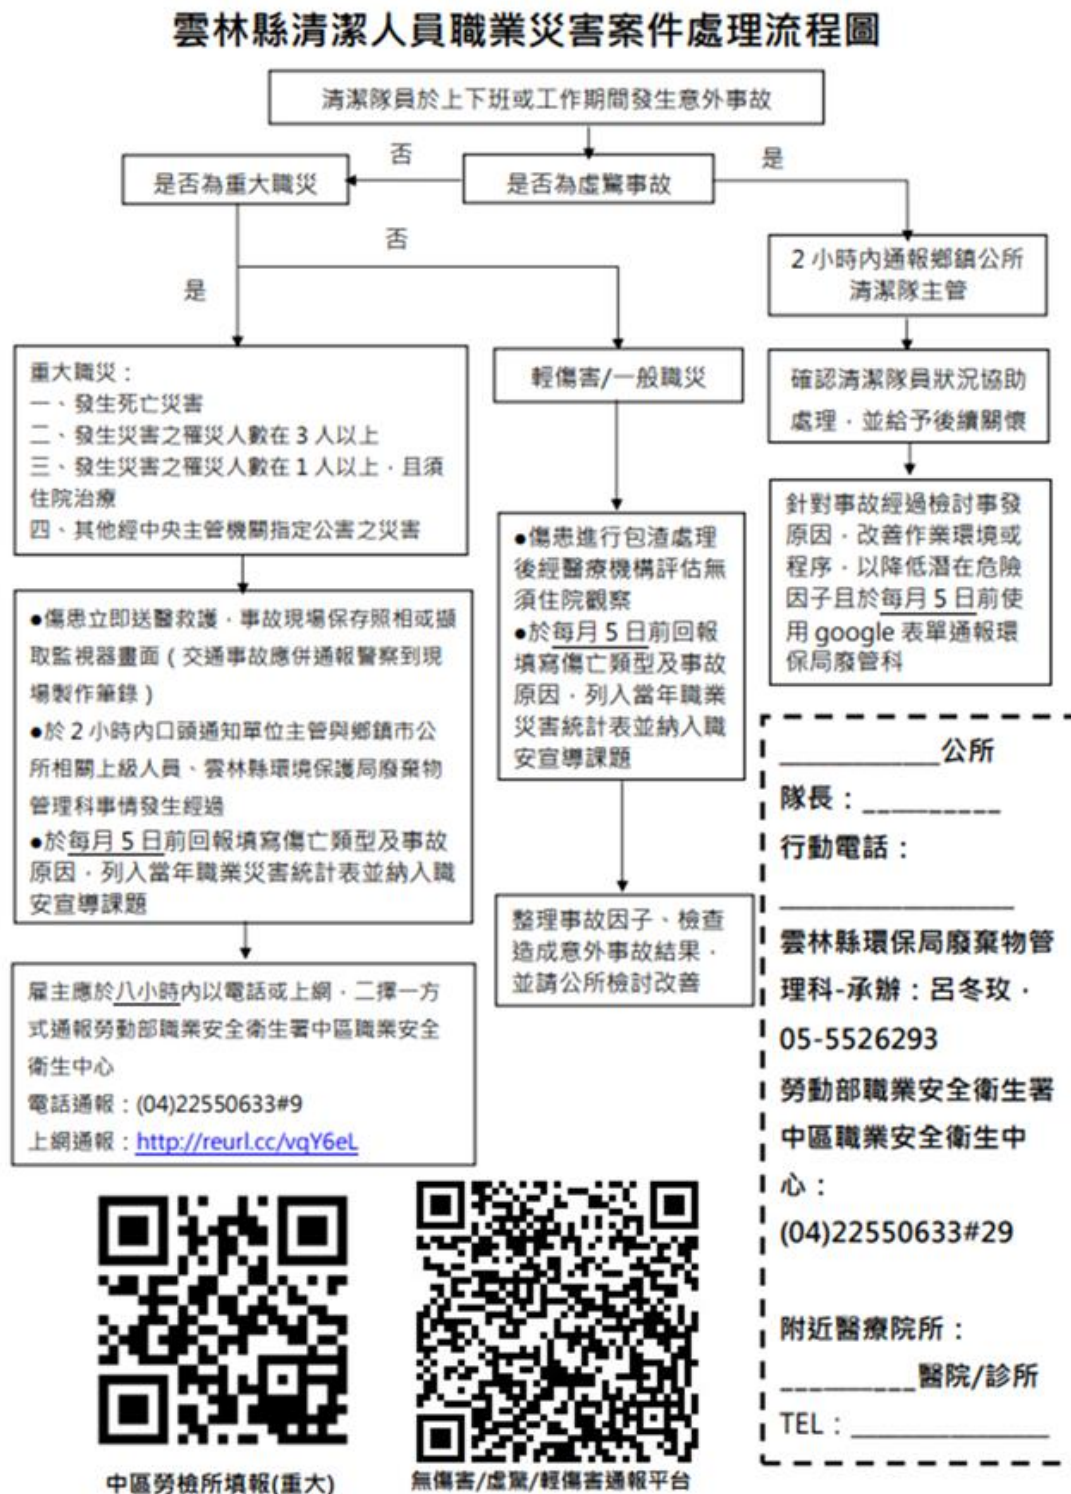 雲林縣清潔人員職業災害案件處理流程圖
清潔隊員於上下班或工作期間發生意外事故
否
是
是否為重大職災
是否為虛驚事故
否
是
2 小時內通報鄉鎮公所
清潔隊主管
重大職災：
一、發生死亡災害
二、發生災害之罹災人數在 3 人以上
三、發生災害之罹災人數在 1 人以上，且須
住院治療
四、其他經中央主管機關指定公害之災害
輕傷害/一般職災
確認清潔隊員狀況協助
處理，並給予後續關懷
針對事故經過檢討事發
原因，改善作業環境或
程序，以降低潛在危險
因子且於每月 5 日前使
用 google 表單通報環
保局廢管科
●傷患立即送醫救護，事故現場保存照相或擷
取監視器畫面（交通事故應併通報警察到現
場製作筆錄）
●於 2 小時內口頭通知單位主管與鄉鎮市公
所相關上級人員、雲林縣環境保護局廢棄物
管理科事情發生經過
●於每月 5 日前回報填寫傷亡類型及事故
原因，列入當年職業災害統計表並納入職
安宣導課題
●傷患進行包渣處理
後經醫療機構評估無
須住院觀察
●於每月 5 日前回報
填寫傷亡類型及事故
原因，列入當年職業
災害統計表並納入職
安宣導課題
整理事故因子、檢查
造成意外事故結果，
並請公所檢討改善
雇主應於八小時內以電話或上網，二擇一方
式通報勞動部職業安全衛生署中區職業安全
衛生中心
電話通報：(04)22550633#9
上網通報：http://reurl.cc/vqY6eL
___________公所
隊長：__________
行動電話：
_________________
雲林縣環保局廢棄物管
理科-承辦：呂冬玫，
05-5526293
勞動部職業安全衛生署
中區職業安全衛生中
心：
(04)22550633#29
附近醫療院所：
__________醫院/診所
TEL：______________
中區勞檢所填報(重大)
無傷害/虛驚/輕傷害通報平台